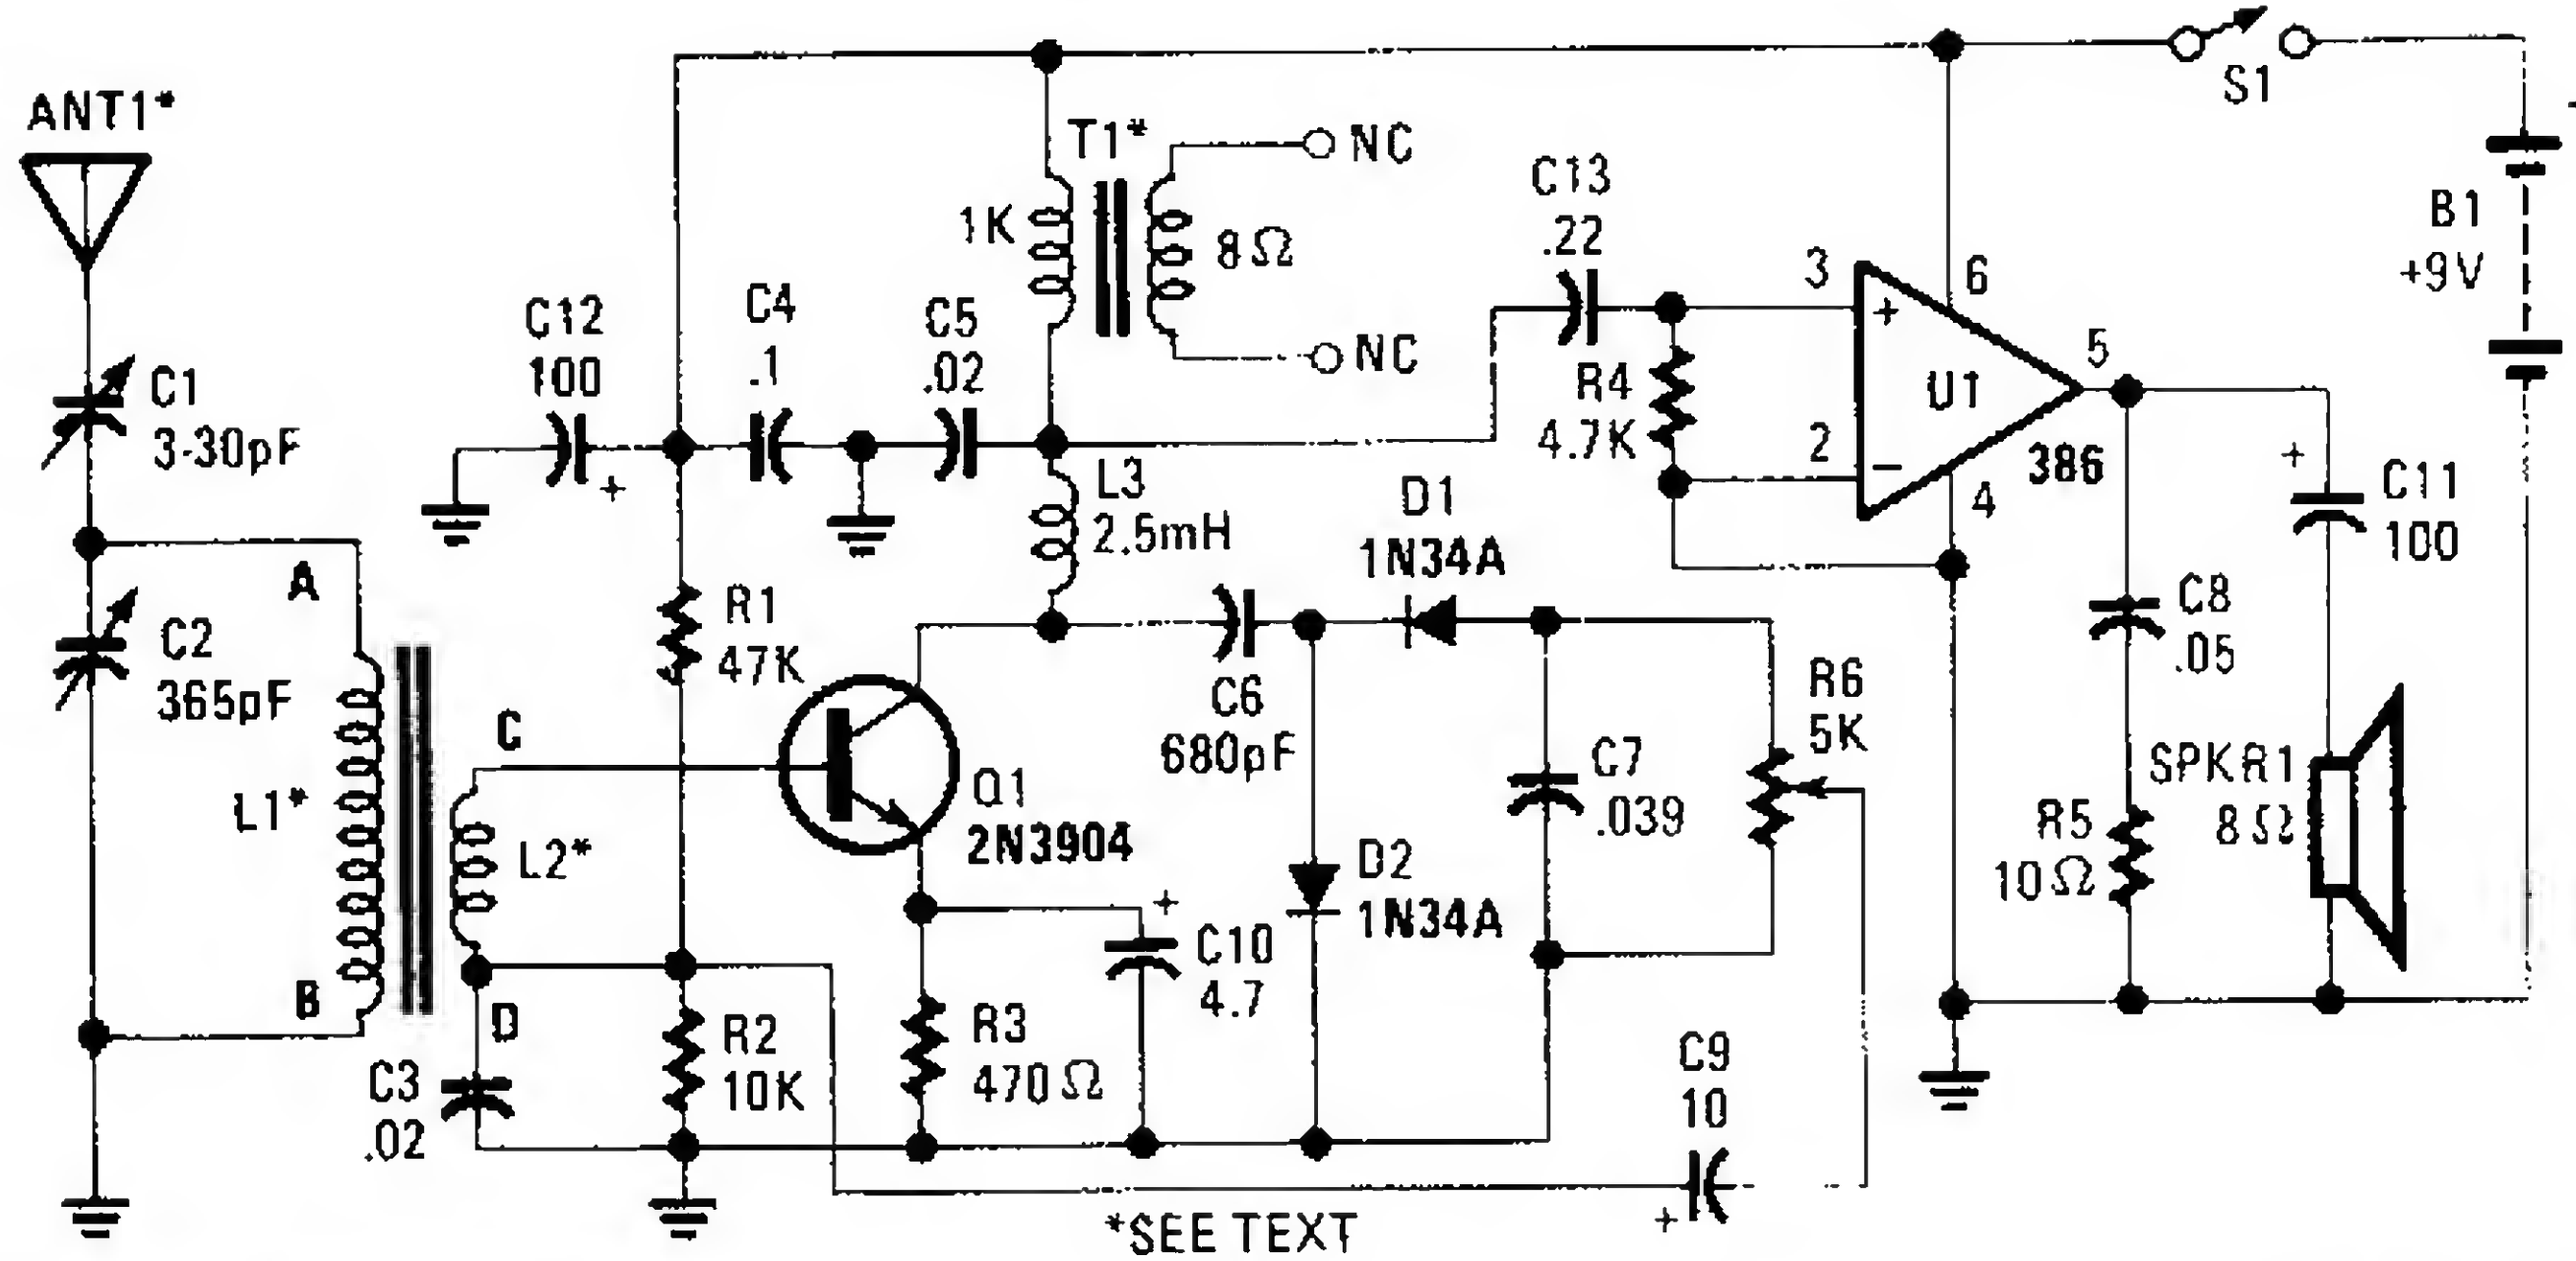 ANT1*
C1
3-30pF
C2
365pF
A
B
L1*
C
L2*
D
C3
.02
C12
100
+
C4
.1
C5
.02
T1*
1K
8Ω
NC
NC
L3
2.5mH
R1
47K
R2
10K
Q1
2N3904
R3
470Ω
+
C10
4.7
C6
680pF
D1
1N34A
D2
1N34A
C7
.039
R6
5K
C9
10
+
C13
.22
R4
4.7K
3
+
2
−
6
U1
5
386
4
S1
B1
+9V
+
C11
100
C8
.05
R5
10Ω
SPKR1
8Ω
*SEE TEXT